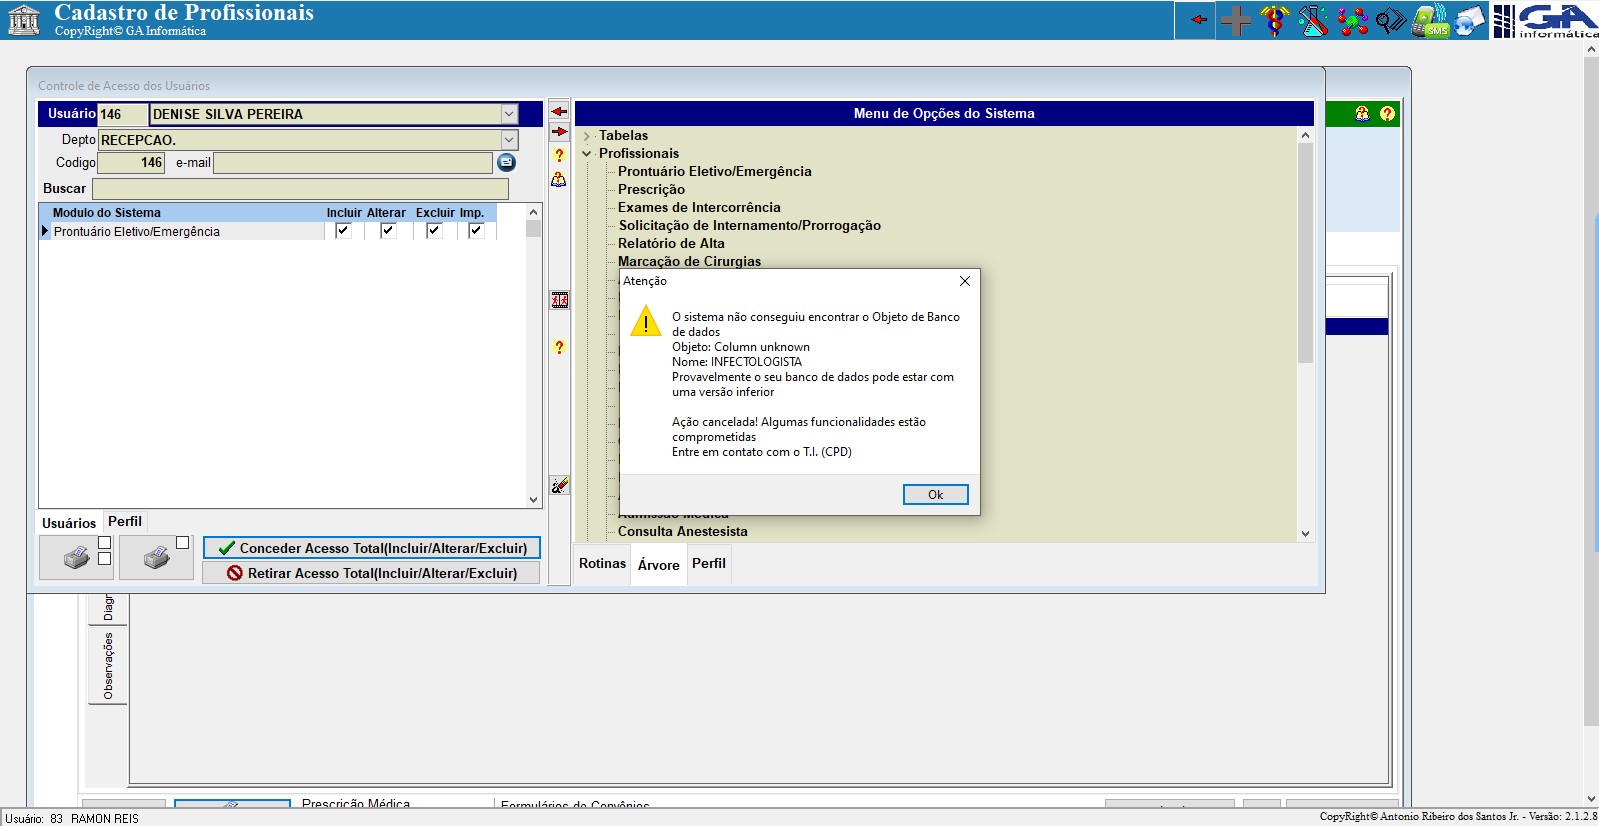 Cadastro de Profissionais
CopyRight© GA Informática
SMS
GA
informática
Controle de Acesso dos Usuários
Usuário 146 DENISE SILVA PEREIRA
Depto RECEPCAO.
Codigo 146 e-mail
Buscar
Modulo do Sistema Incluir Alterar Excluir Imp.
Prontuário Eletivo/Emergência
Usuários Perfil
Conceder Acesso Total(Incluir/Alterar/Excluir)
Retirar Acesso Total(Incluir/Alterar/Excluir)
Menu de Opções do Sistema
Tabelas
Profissionais
Prontuário Eletivo/Emergência
Prescrição
Exames de Intercorrência
Solicitação de Internamento/Prorrogação
Relatório de Alta
Marcação de Cirurgias
Admissão Médica
Consulta Anestesista
Rotinas Árvore Perfil
Atenção
O sistema não conseguiu encontrar o Objeto de Banco
de dados
Objeto: Column unknown
Nome: INFECTOLOGISTA
Provavelmente o seu banco de dados pode estar com
uma versão inferior
Ação cancelada! Algumas funcionalidades estão
comprometidas
Entre em contato com o T.I. (CPD)
Ok
Diagr
Observações
Prescrição Médica
Formulários de Convênios
Usuário: 83 RAMON REIS
CopyRight© Antonio Ribeiro dos Santos Jr. - Versão: 2.1.2.8